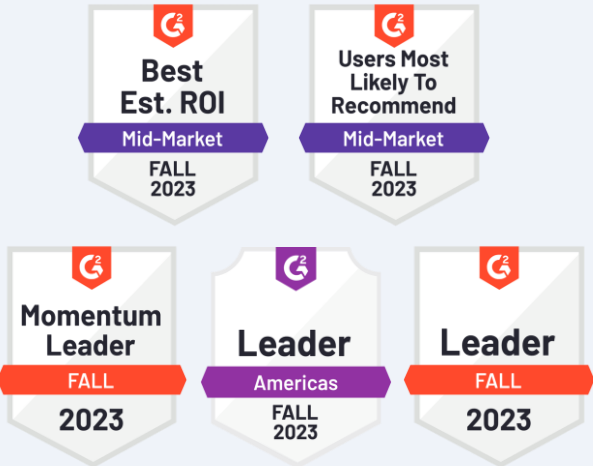 G2
Best
Est. ROI
Mid-Market
FALL
2023
G2
Users Most
Likely To
Recommend
Mid-Market
FALL
2023
G2
Momentum
Leader
FALL
2023
G2
Leader
Americas
FALL
2023
G2
Leader
FALL
2023